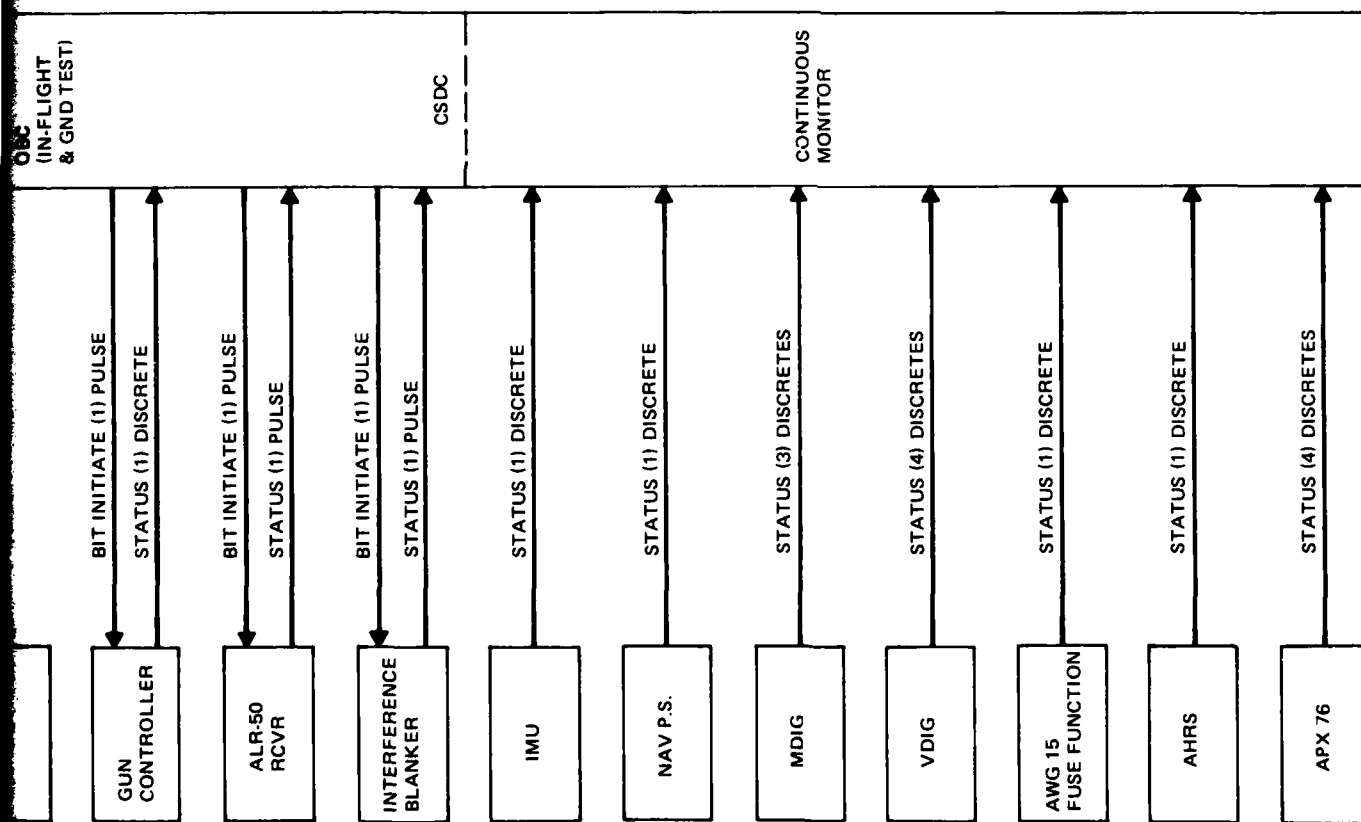 OBC
(IN-FLIGHT
& GND TEST)
CSDC
CONTINUOUS
MONITOR
BIT INITIATE (1) PULSE
STATUS (1) DISCRETE
GUN
CONTROLLER
BIT INITIATE (1) PULSE
STATUS (1) PULSE
ALR-50
RCVR
BIT INITIATE (1) PULSE
STATUS (1) PULSE
INTERFERENCE
BLANKER
STATUS (1) DISCRETE
IMU
STATUS (1) DISCRETE
NAV P.S.
STATUS (3) DISCRETES
MDIG
STATUS (4) DISCRETES
VDIG
STATUS (1) DISCRETE
AWG 15
FUSE FUNCTION
STATUS (1) DISCRETE
AHRS
STATUS (4) DISCRETES
APX 76